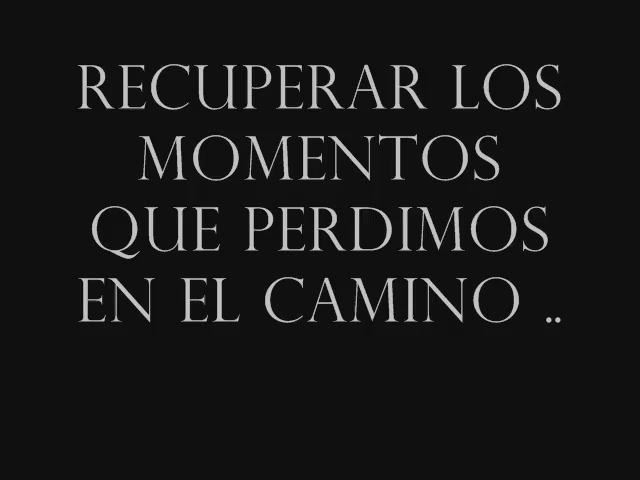 RECUPERAR LOS
MOMENTOS
QUE PERDIMOS
EN EL CAMINO ..